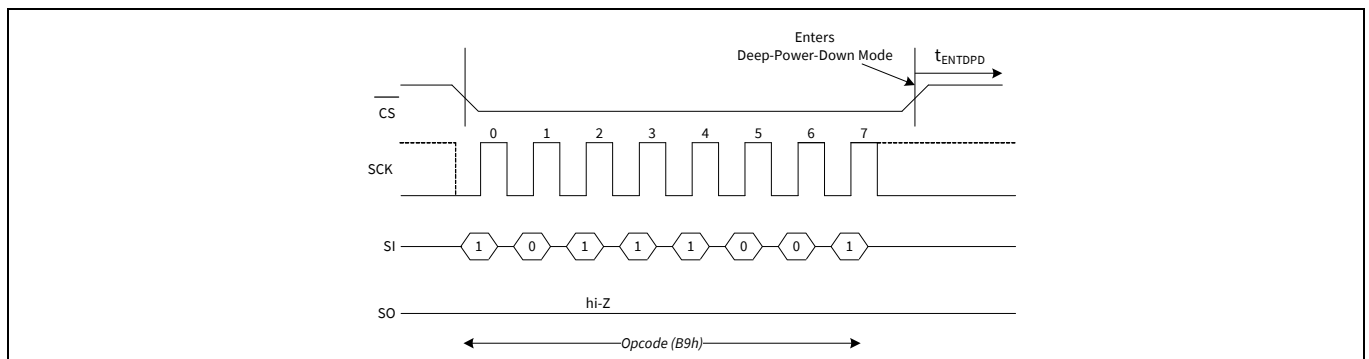 Enters
Deep-Power-Down Mode
tENTDPD
CS
0 1 2 3 4 5 6 7
SCK
SI 1 0 1 1 1 0 0 1
hi-Z
SO
Opcode (B9h)